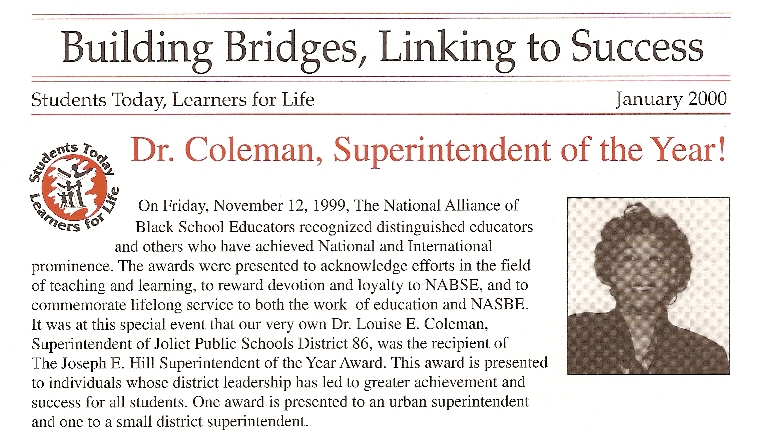 Building Bridges, Linking to Success
Students Today, Learners for Life
January 2000
Students Today
Learners for Life
Dr. Coleman, Superintendent of the Year!
On Friday, November 12, 1999, The National Alliance of
Black School Educators recognized distinguished educators
and others who have achieved National and International
prominence. The awards were presented to acknowledge efforts in the field
of teaching and learning, to reward devotion and loyalty to NABSE, and to
commemorate lifelong service to both the work of education and NASBE.
It was at this special event that our very own Dr. Louise E. Coleman,
Superintendent of Joliet Public Schools District 86, was the recipient of
The Joseph E. Hill Superintendent of the Year Award. This award is presented
to individuals whose district leadership has led to greater achievement and
success for all students. One award is presented to an urban superintendent
and one to a small district superintendent.